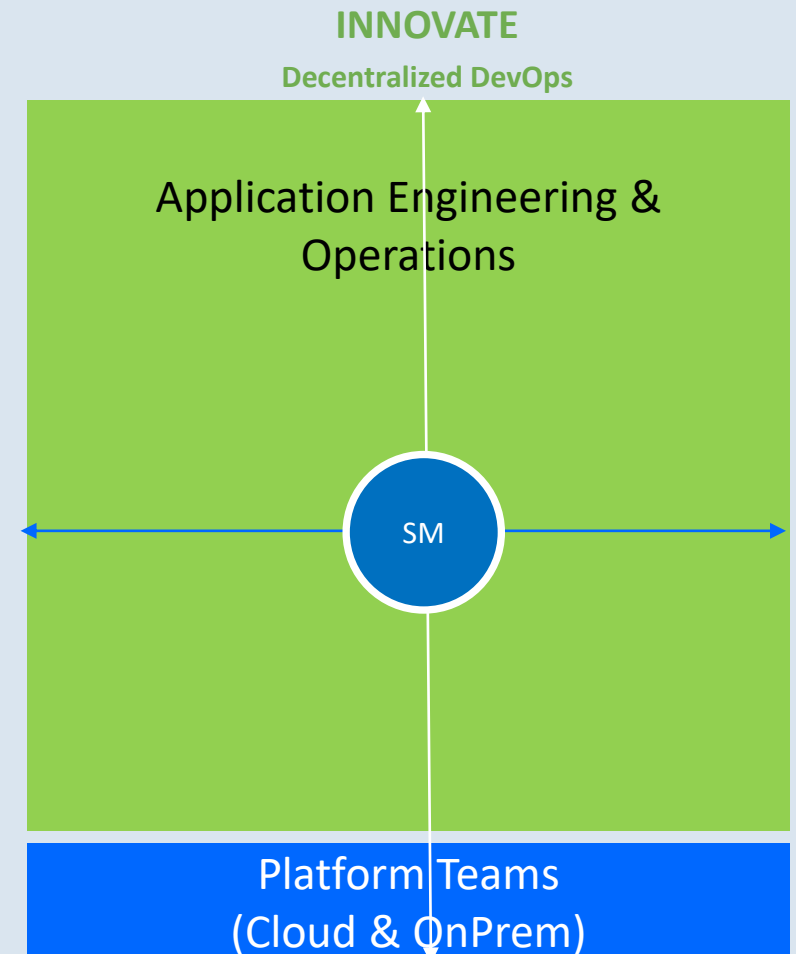 INNOVATE
Decentralized DevOps
Application Engineering &
Operations
SM
Platform Teams
(Cloud & OnPrem)